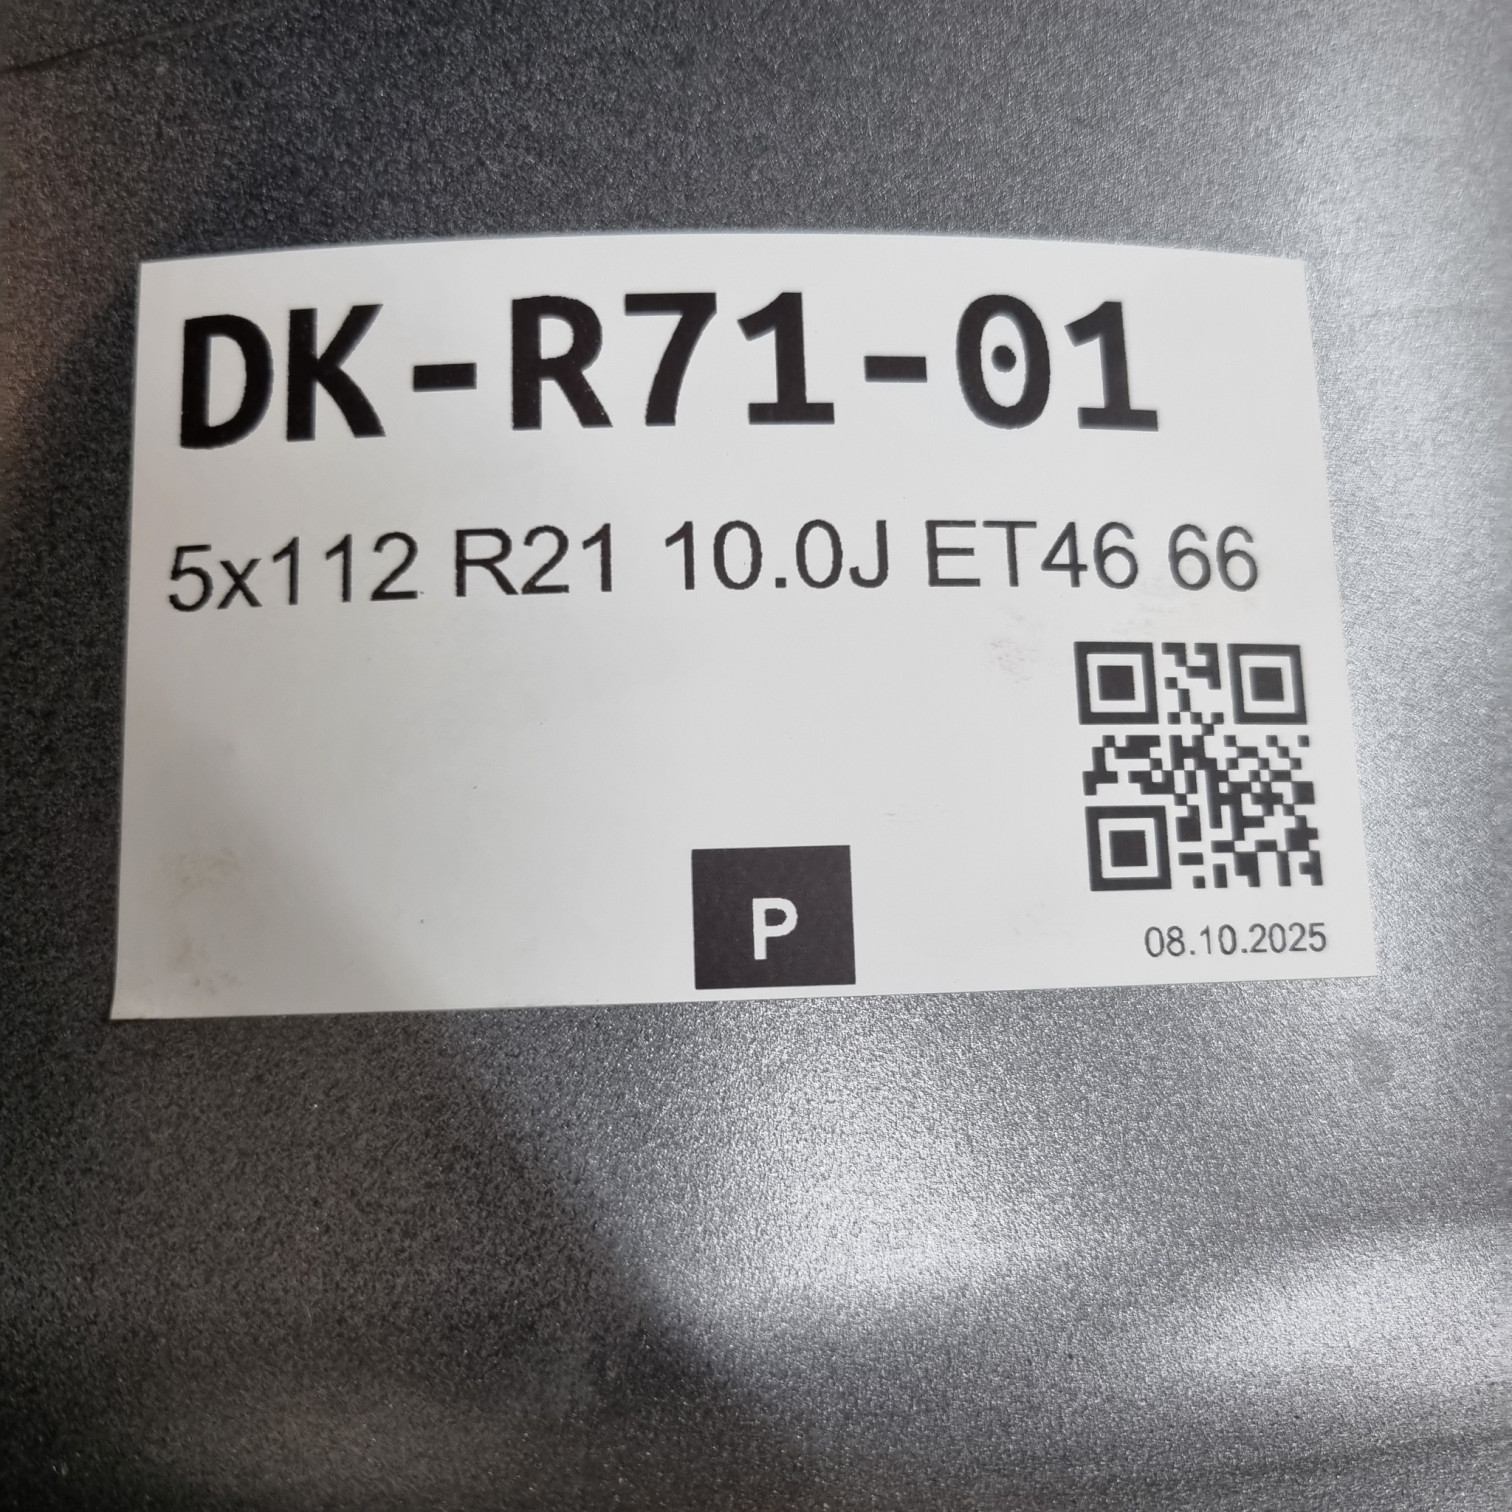 DK-R71-01
5x112 R21 10.0J ET46 66
P
08.10.2025